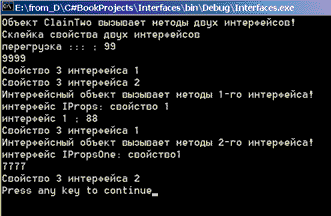 E:\from_D\C#BookProjects\Interfaces\bin\Debug\Interfaces.exe
Объект ClainTwo вызывает методы двух интерфейсов!
Склейка свойства двух интерфейсов
перегрузка ::: ; 99
9999
Свойство 3 интерфейса 1
Свойство 3 интерфейса 2
Интерфейсный объект вызывает методы 1-го интерфейса!
интерфейс IProps: свойство 1
интерфейс 1 ; 88
Свойство 3 интерфейса 1
Интерфейсный объект вызывает методы 2-го интерфейса!
интерфейс IPropsOne: свойство1
7777
Свойство 3 интерфейса 2
Press any key to continue_